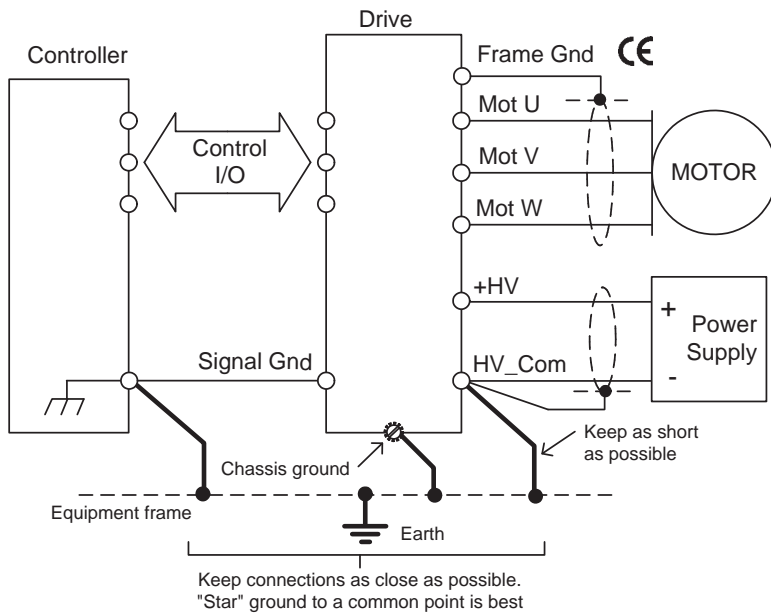 Drive
Controller
Frame Gnd
CE
Mot U
Control
I/O
Mot V
MOTOR
Mot W
+HV
+
Power
Supply
Signal Gnd
HV_Com
-
Chassis ground
Keep as short
as possible
Equipment frame
Earth
Keep connections as close as possible.
"Star" ground to a common point is best